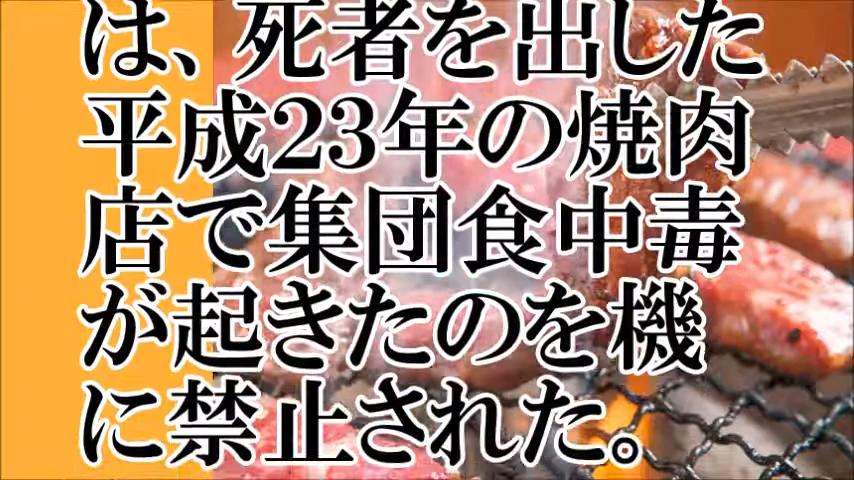 は、死者を出した
平成23年の焼肉
店で集団食中毒
が起きたのを機
に禁止された。